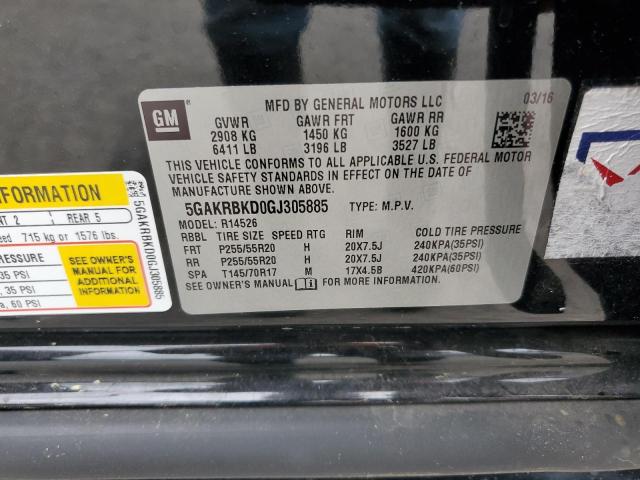 MFD BY GENERAL MOTORS LLC
03/16
GM
GVWR GAWR FRT GAWR RR
2908 KG 1450 KG 1600 KG
6411 LB 3196 LB 3527 LB
THIS VEHICLE CONFORMS TO ALL APPLICABLE U.S. FEDERAL MOTOR
VEHICLE SAFETY STANDARDS IN EFFECT ON THE DATE OF
MANUFACTURE SHOWN ABOVE.
5GAKRBKD0GJ305885 TYPE: M.P.V.
MODEL: R14526
RBBL TIRE SIZE SPEED RTG RIM COLD TIRE PRESSURE
FRT P255/55R20 H 20X7.5J 240KPA(35PSI)
RR P255/55R20 H 20X7.5J 240KPA(35PSI)
SPA T145/70R17 M 17X4.5B 420KPA(60PSI)
SEE OWNER'S MANUAL FOR MORE INFORMATION.
INFORMATION
2 REAR 5
715 kg or 1576 lbs.
PRESSURE
35 PSI
, 35 PSI
a, 60 PSI
SEE OWNER'S
MANUAL FOR
ADDITIONAL
INFORMATION
5GAKRBKD0GJ305885